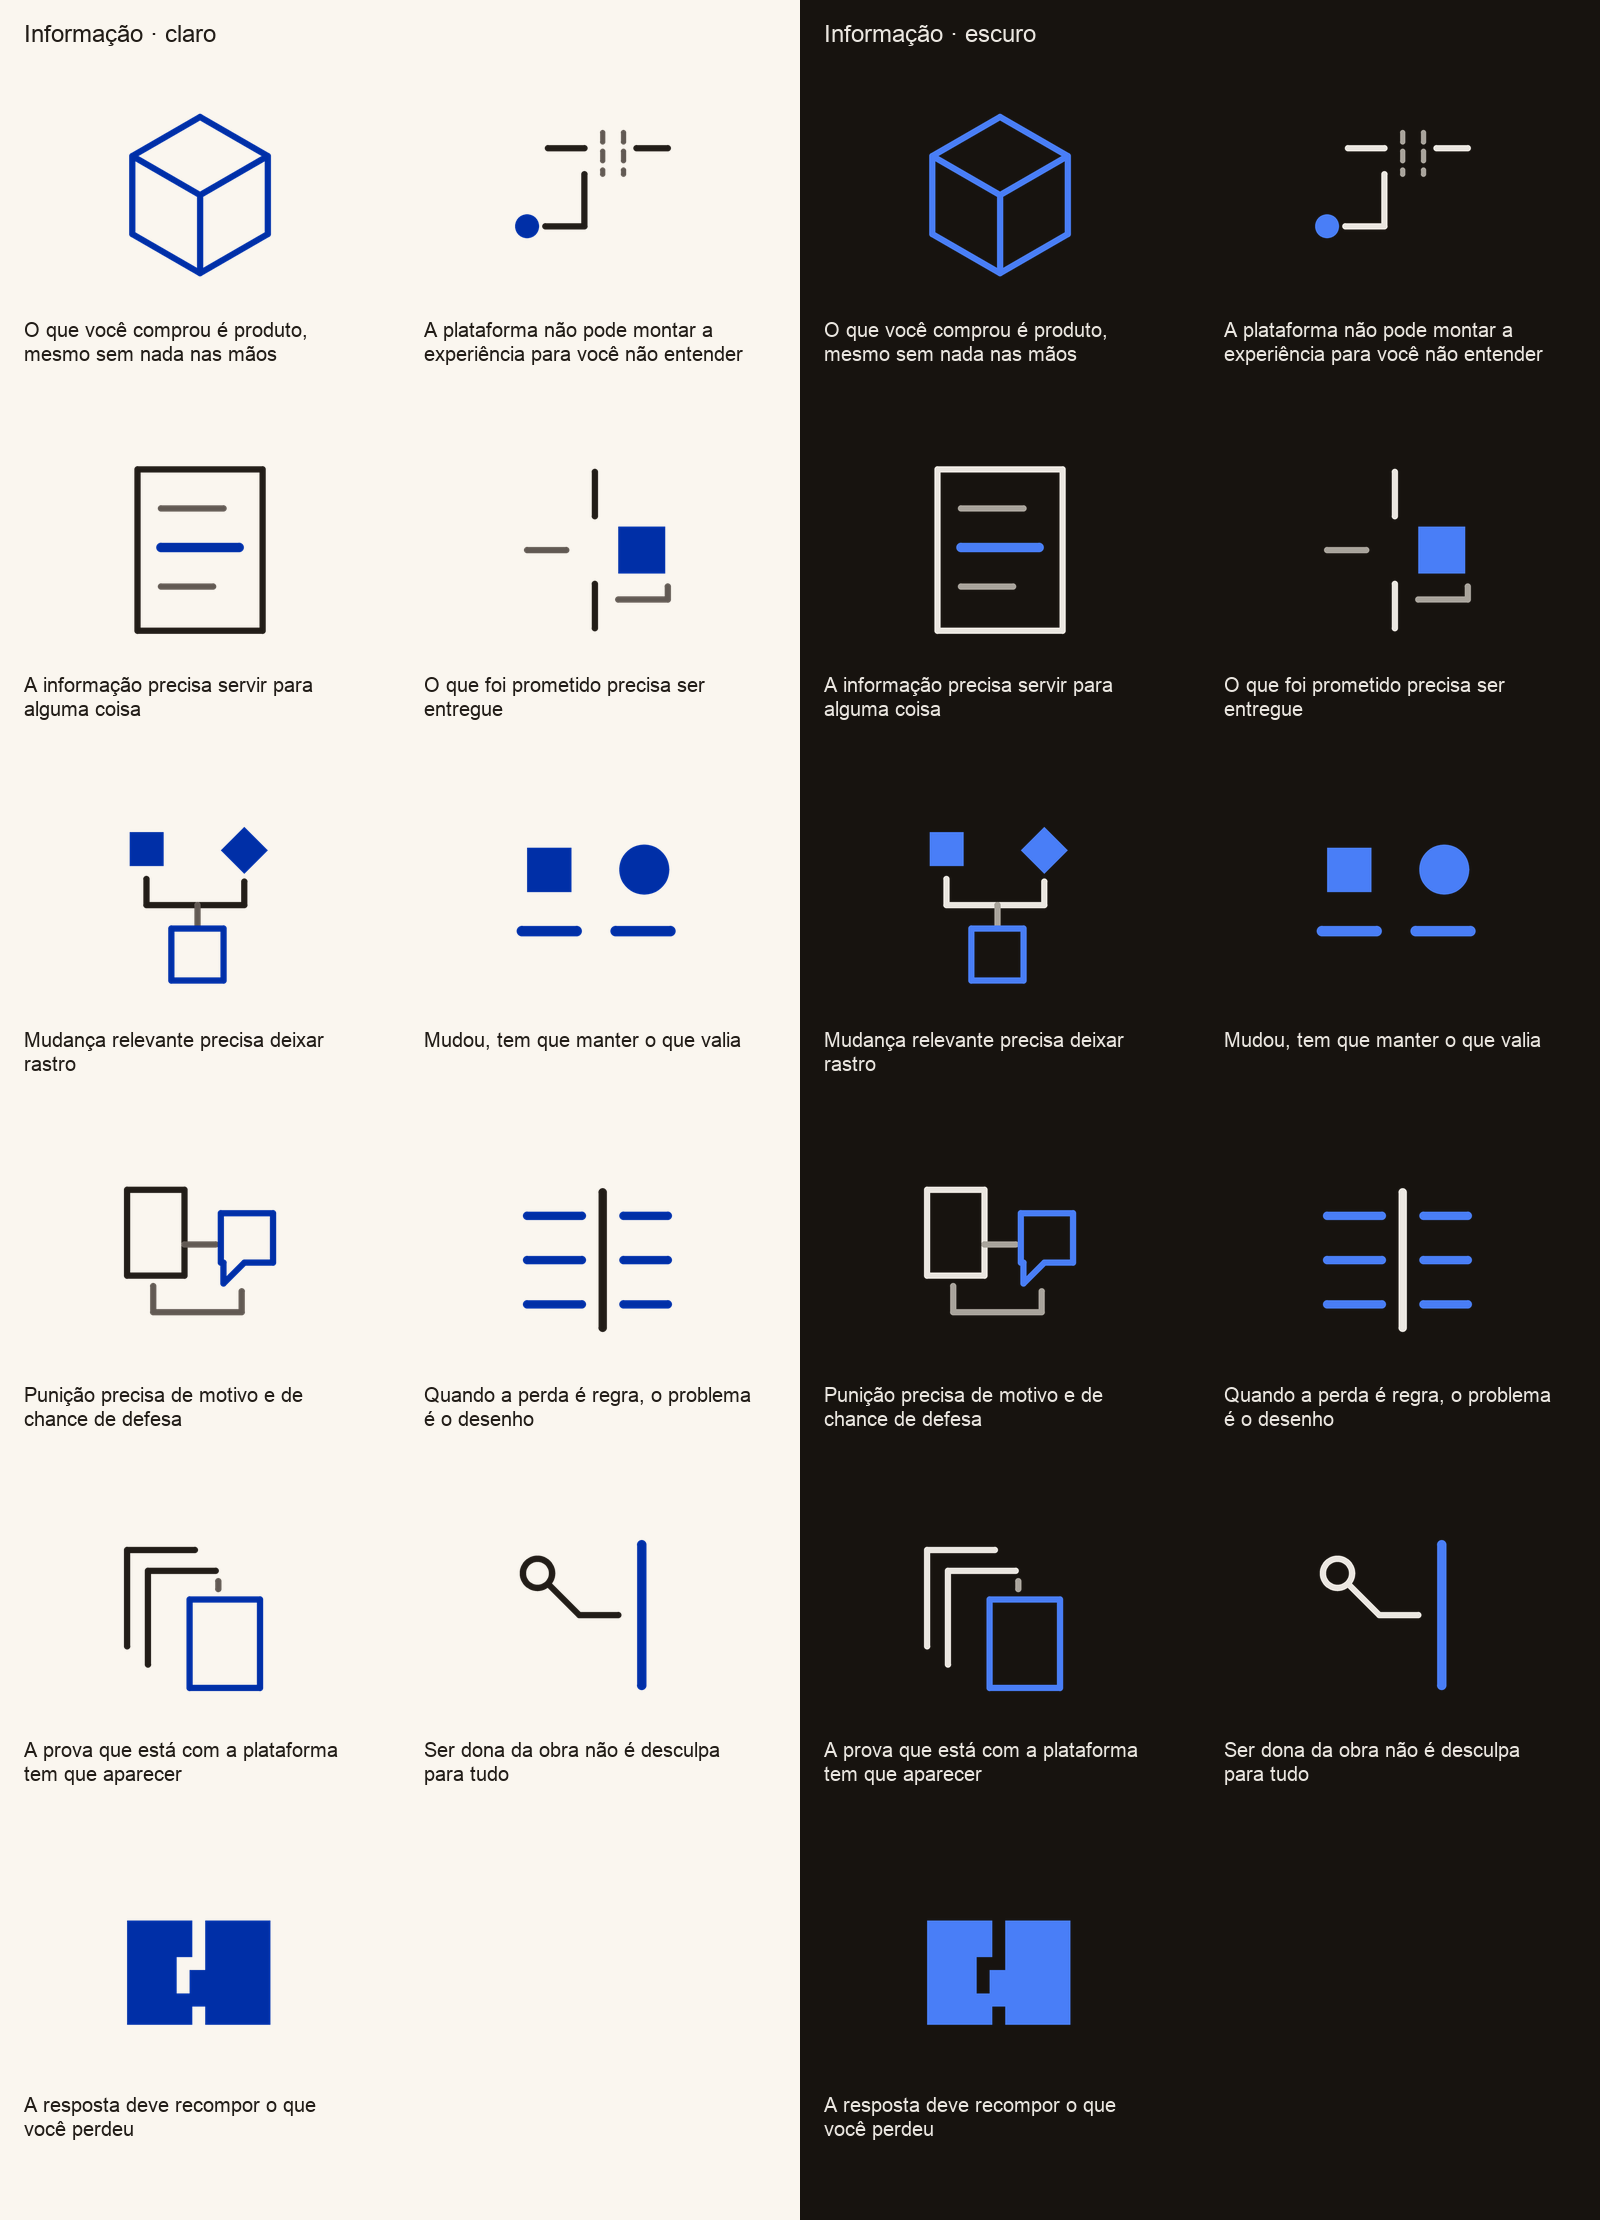 Informação · claro
O que você comprou é produto,
mesmo sem nada nas mãos
A plataforma não pode montar a
experiência para você não entender
A informação precisa servir para
alguma coisa
O que foi prometido precisa ser
entregue
Mudança relevante precisa deixar
rastro
Mudou, tem que manter o que valia
Punição precisa de motivo e de
chance de defesa
Quando a perda é regra, o problema
é o desenho
A prova que está com a plataforma
tem que aparecer
Ser dona da obra não é desculpa
para tudo
A resposta deve recompor o que
você perdeu
Informação · escuro
O que você comprou é produto,
mesmo sem nada nas mãos
A plataforma não pode montar a
experiência para você não entender
A informação precisa servir para
alguma coisa
O que foi prometido precisa ser
entregue
Mudança relevante precisa deixar
rastro
Mudou, tem que manter o que valia
Punição precisa de motivo e de
chance de defesa
Quando a perda é regra, o problema
é o desenho
A prova que está com a plataforma
tem que aparecer
Ser dona da obra não é desculpa
para tudo
A resposta deve recompor o que
você perdeu